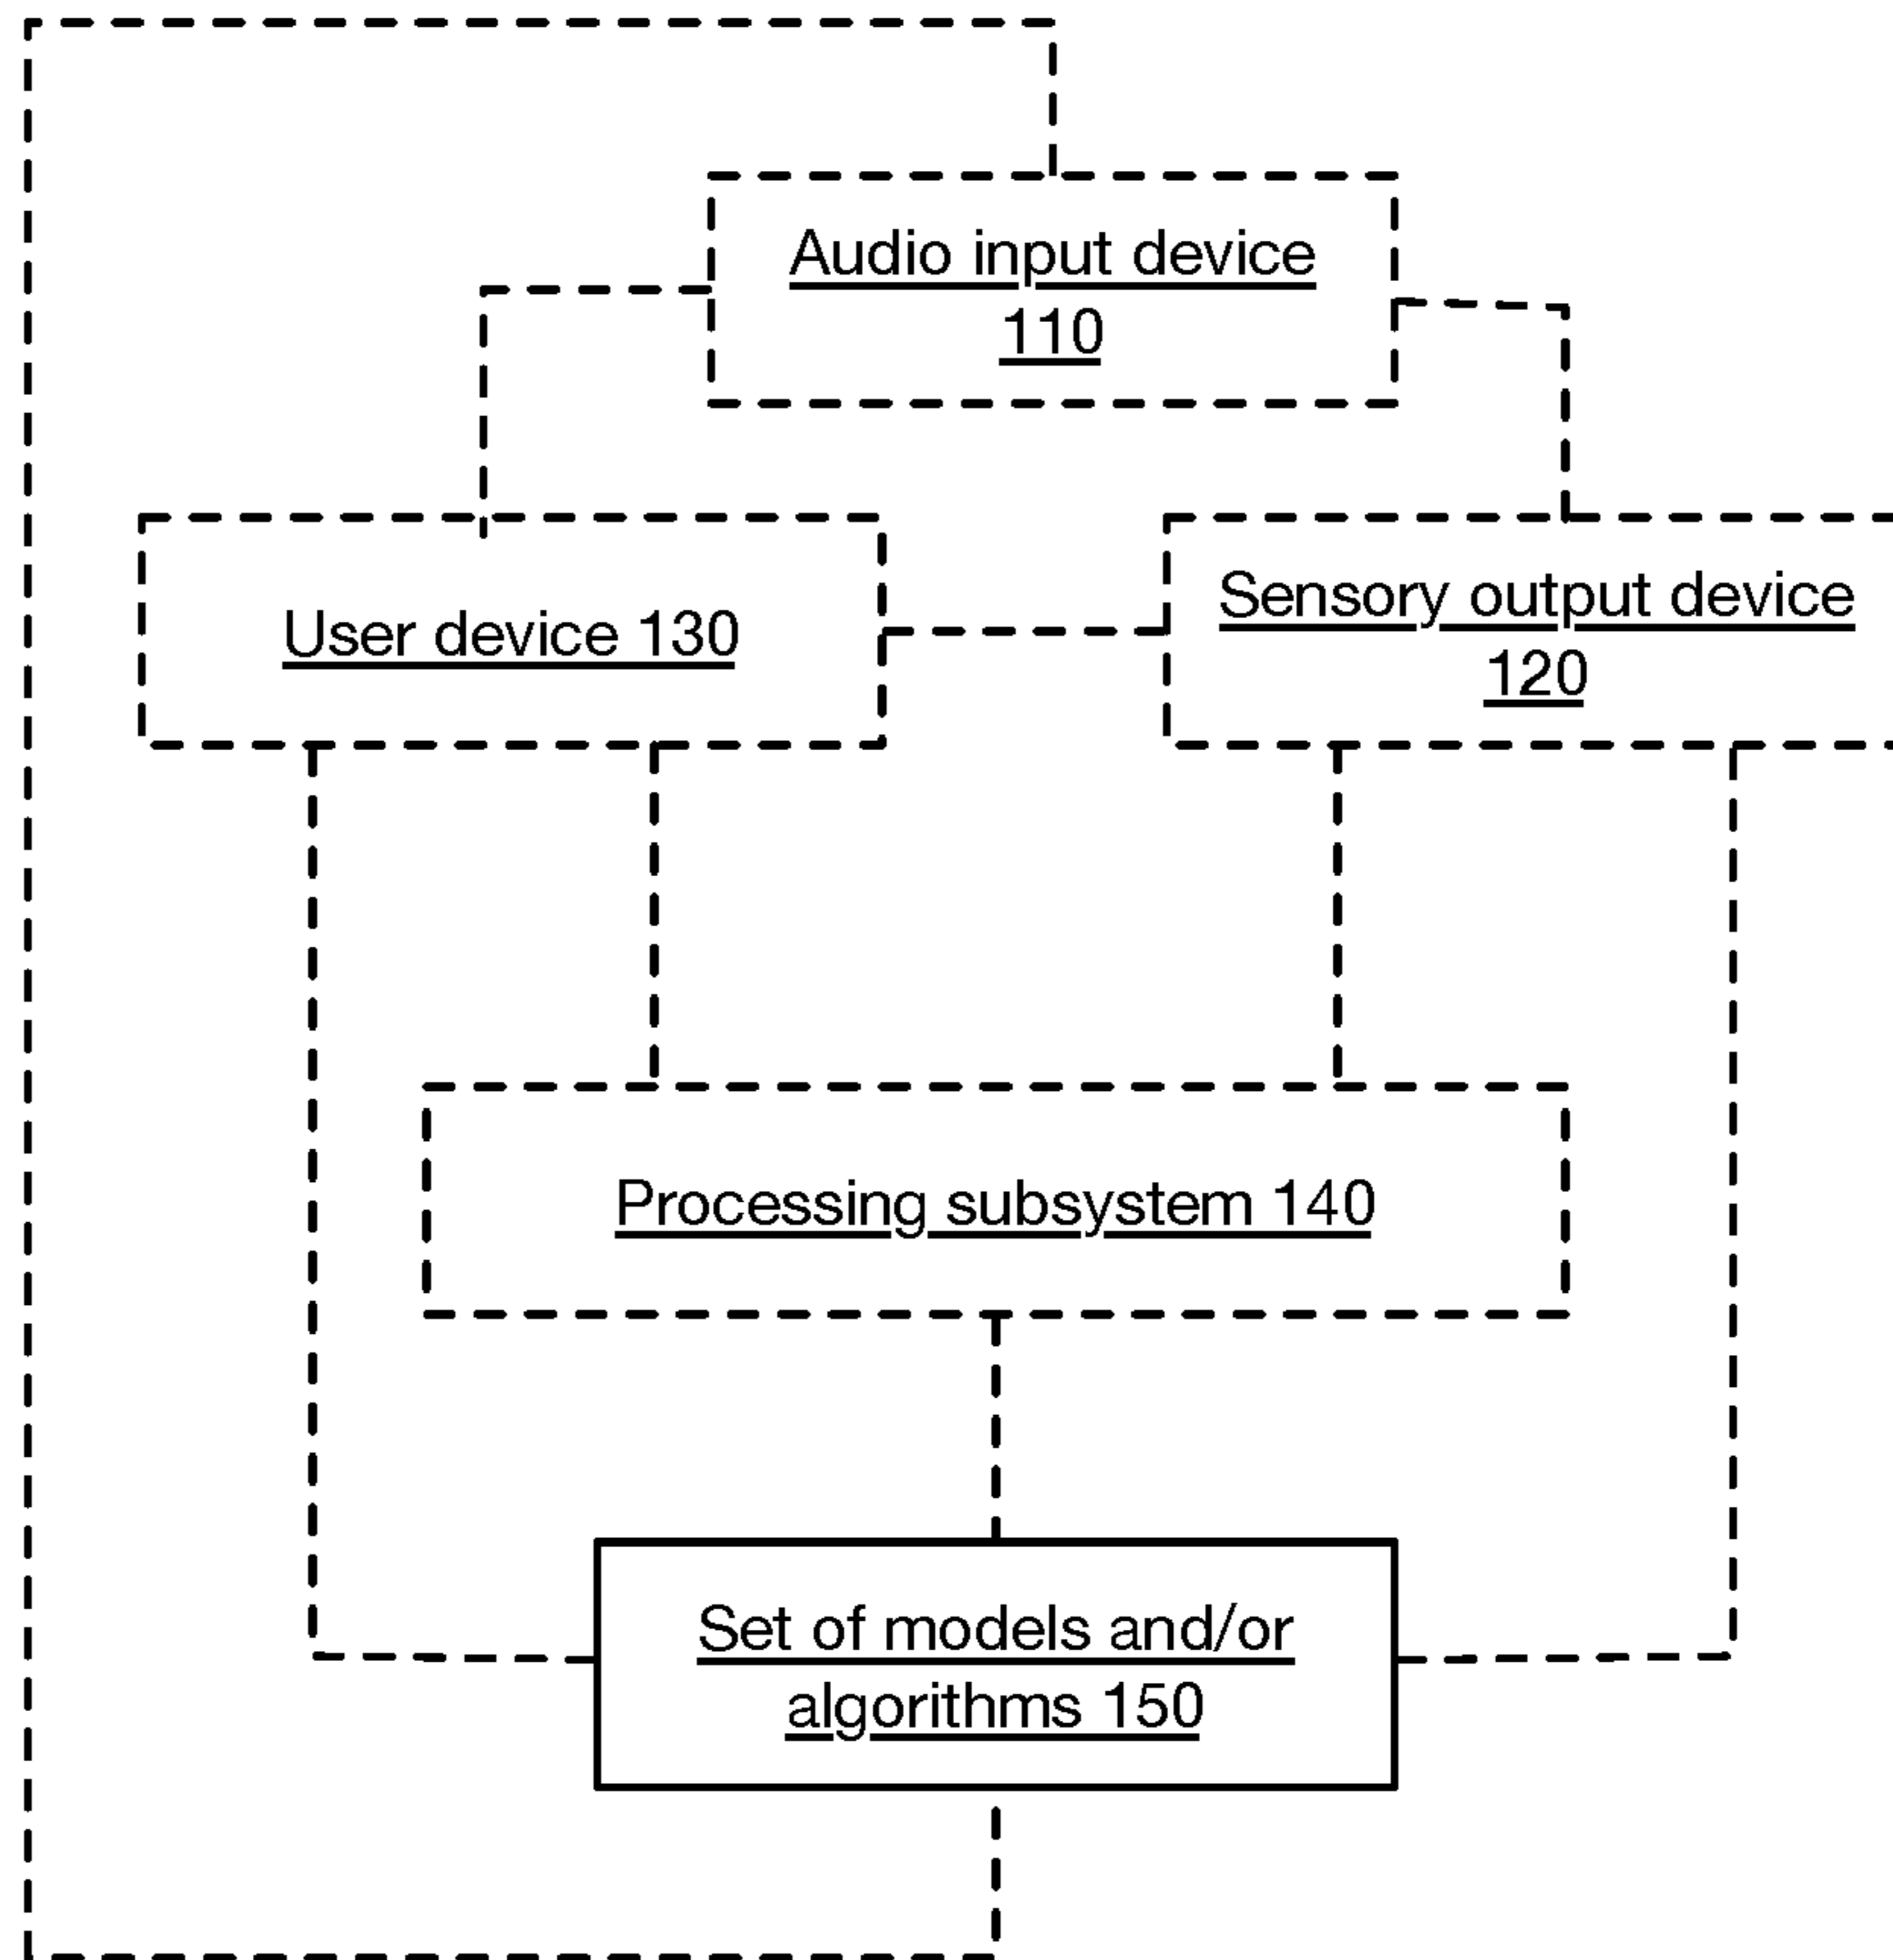 Audio input device
110
User device 130
Sensory output device
120
Processing subsystem 140
Set of models and/or
algorithms 150